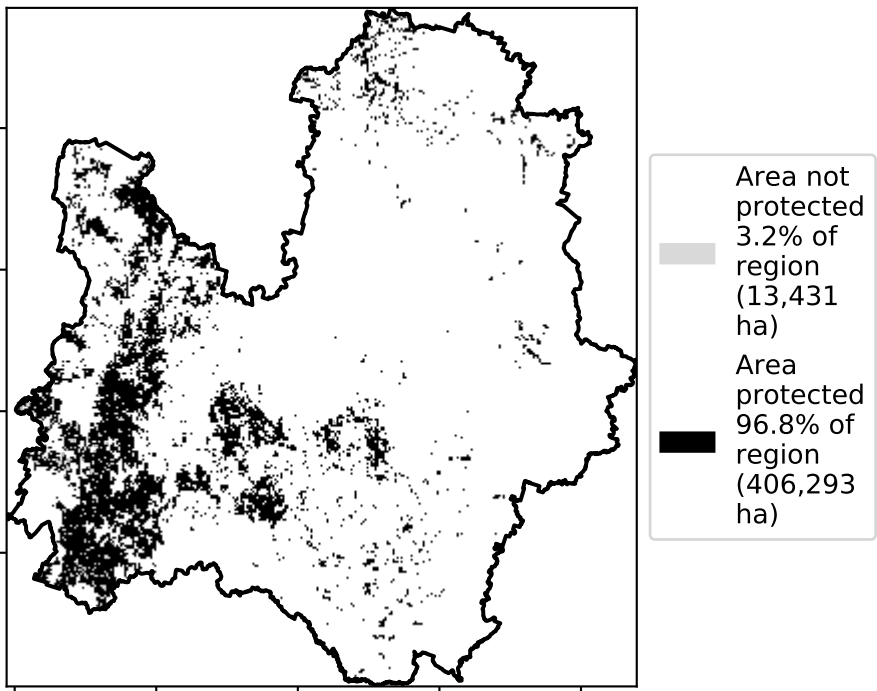 Area not
protected
3.2% of
region
(13,431
ha)
Area
protected
96.8% of
region
(406,293
ha)